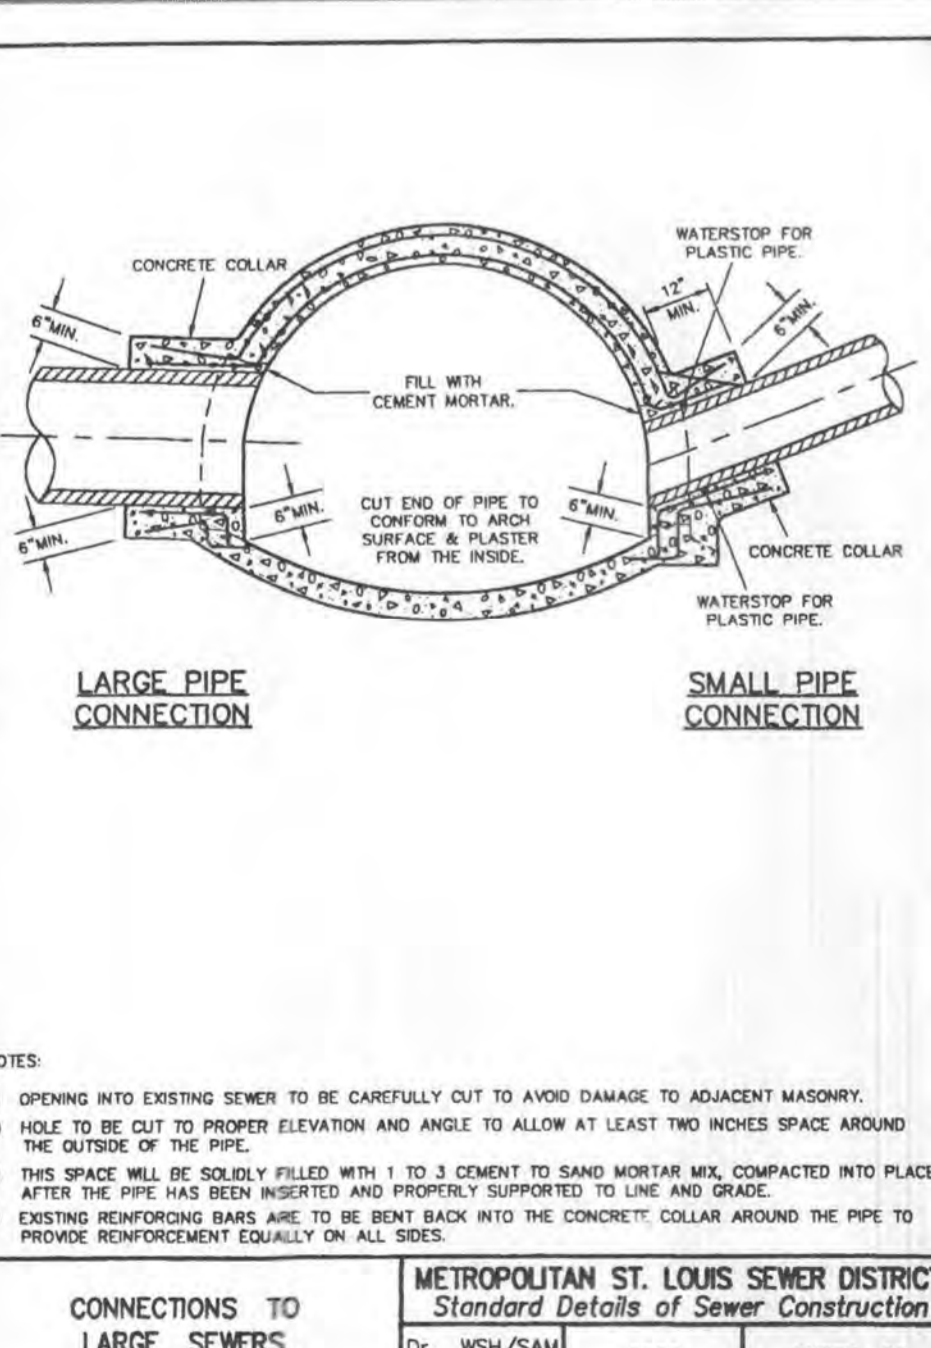 WATERSTOP FOR
PLASTIC PIPE.
CONCRETE COLLAR
12"
MIN.
6"MIN.
6"MIN.
FILL WITH
CEMENT MORTAR.
CUT END OF PIPE TO
CONFORM TO ARCH
SURFACE & PLASTER
FROM THE INSIDE.
6"MIN.
6"MIN.
6"MIN.
CONCRETE COLLAR
WATERSTOP FOR
PLASTIC PIPE.
LARGE PIPE
CONNECTION
SMALL PIPE
CONNECTION
OTES:
OPENING INTO EXISTING SEWER TO BE CAREFULLY CUT TO AVOID DAMAGE TO ADJACENT MASONRY.
HOLE TO BE CUT TO PROPER ELEVATION AND ANGLE TO ALLOW AT LEAST TWO INCHES SPACE AROUND
THE OUTSIDE OF THE PIPE.
THIS SPACE WILL BE SOLIDLY FILLED WITH 1 TO 3 CEMENT TO SAND MORTAR MIX, COMPACTED INTO PLACE
AFTER THE PIPE HAS BEEN INSERTED AND PROPERLY SUPPORTED TO LINE AND GRADE.
EXISTING REINFORCING BARS ARE TO BE BENT BACK INTO THE CONCRETE COLLAR AROUND THE PIPE TO
PROVIDE REINFORCEMENT EQUALLY ON ALL SIDES.
CONNECTIONS TO
LARGE SEWERS
METROPOLITAN ST. LOUIS SEWER DISTRICT
Standard Details of Sewer Construction
Dr. WSH/SAM